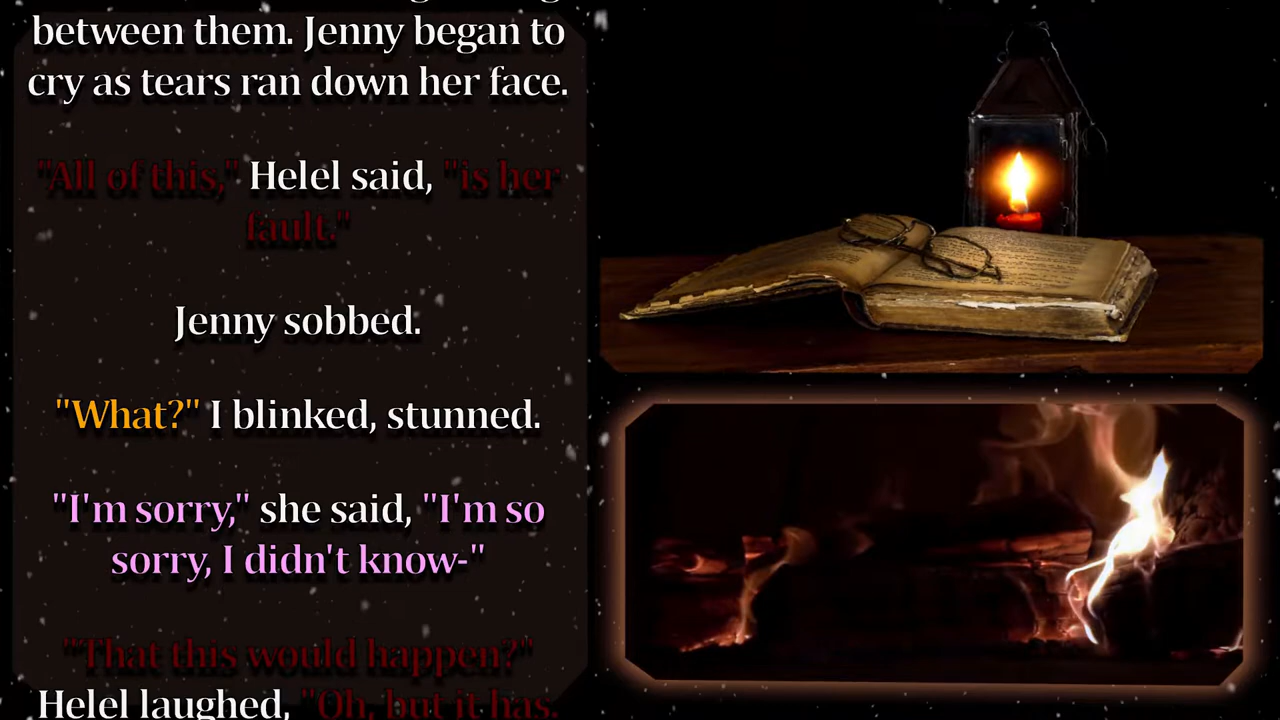 between them. Jenny began to
cry as tears ran down her face.
"All of this," Helel said, "is her
fault."
Jenny sobbed.
"What?" I blinked, stunned.
"I'm sorry," she said, "I'm so
sorry, I didn't know-"
"That this would happen?"
Helel laughed, "Oh, but it has.